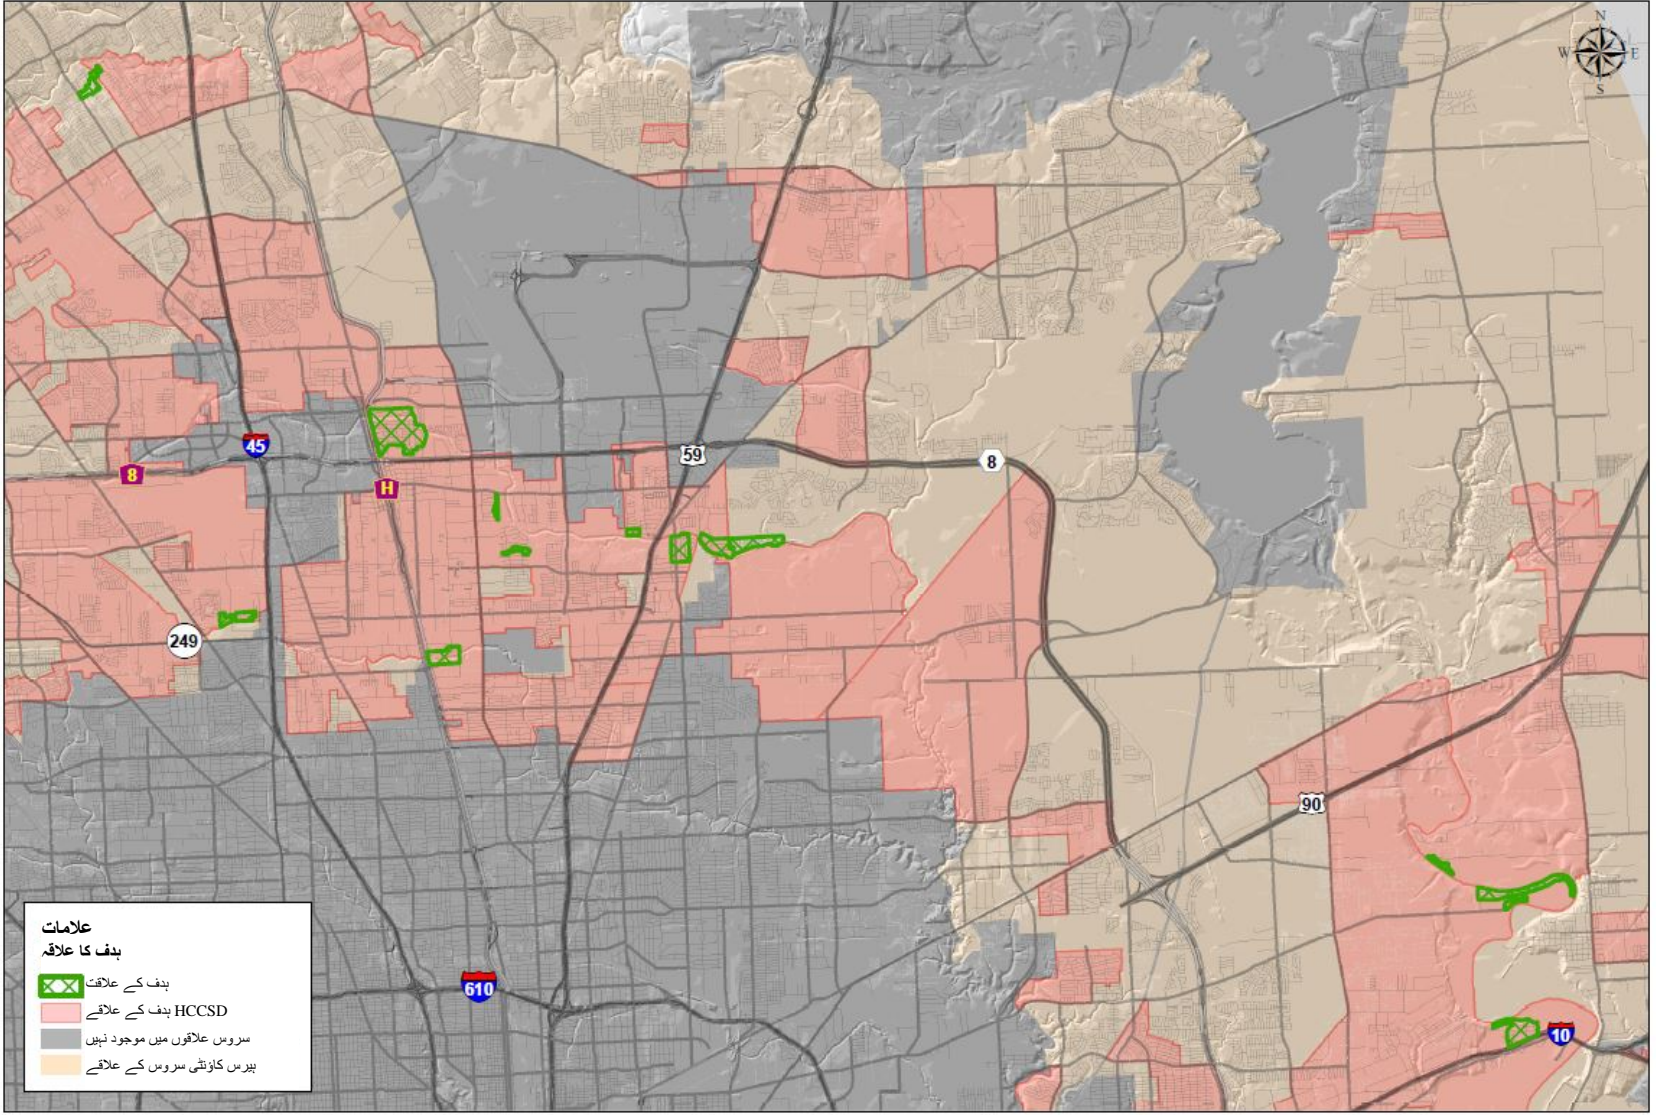 N
W E
S
45
59
8
8
H
249
90
610
10
علامات
ہدف کا علاقہ
ہدف کے علاقت
HCCSD ہدف کے علاقے
سروس علاقوں میں موجود نہیں
ہیرس کاؤنٹی سروس کے علاقے